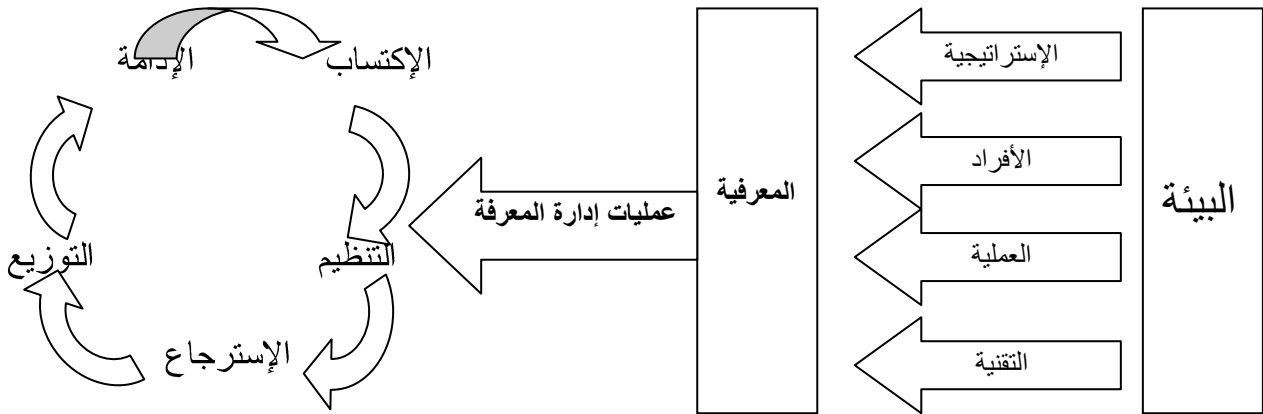 البيئة
الإستراتيجية
الأفراد
العملية
التقنية
المعرفية
عمليات إدارة المعرفة
الإكتساب
التنظيم
الإسترجاع
التوزيع
الإدامة